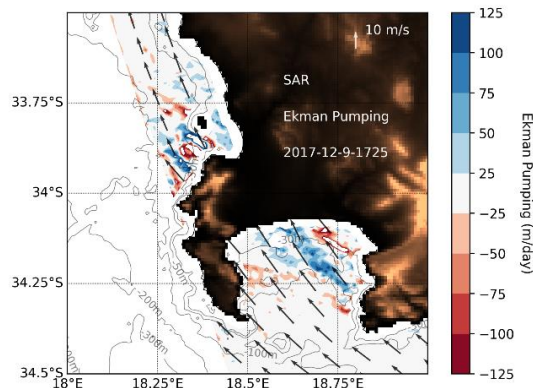 10 m/s
SAR
Ekman Pumping
2017-12-9-1725
33.75°S
34°S
34.25°S
34.5°S
18°E
18.25°E
18.5°E
18.75°E
-30m
-50m
-100m
-200m
-300m
125
100
75
50
25
−25
−50
−75
−100
−125
Ekman Pumping (m/day)